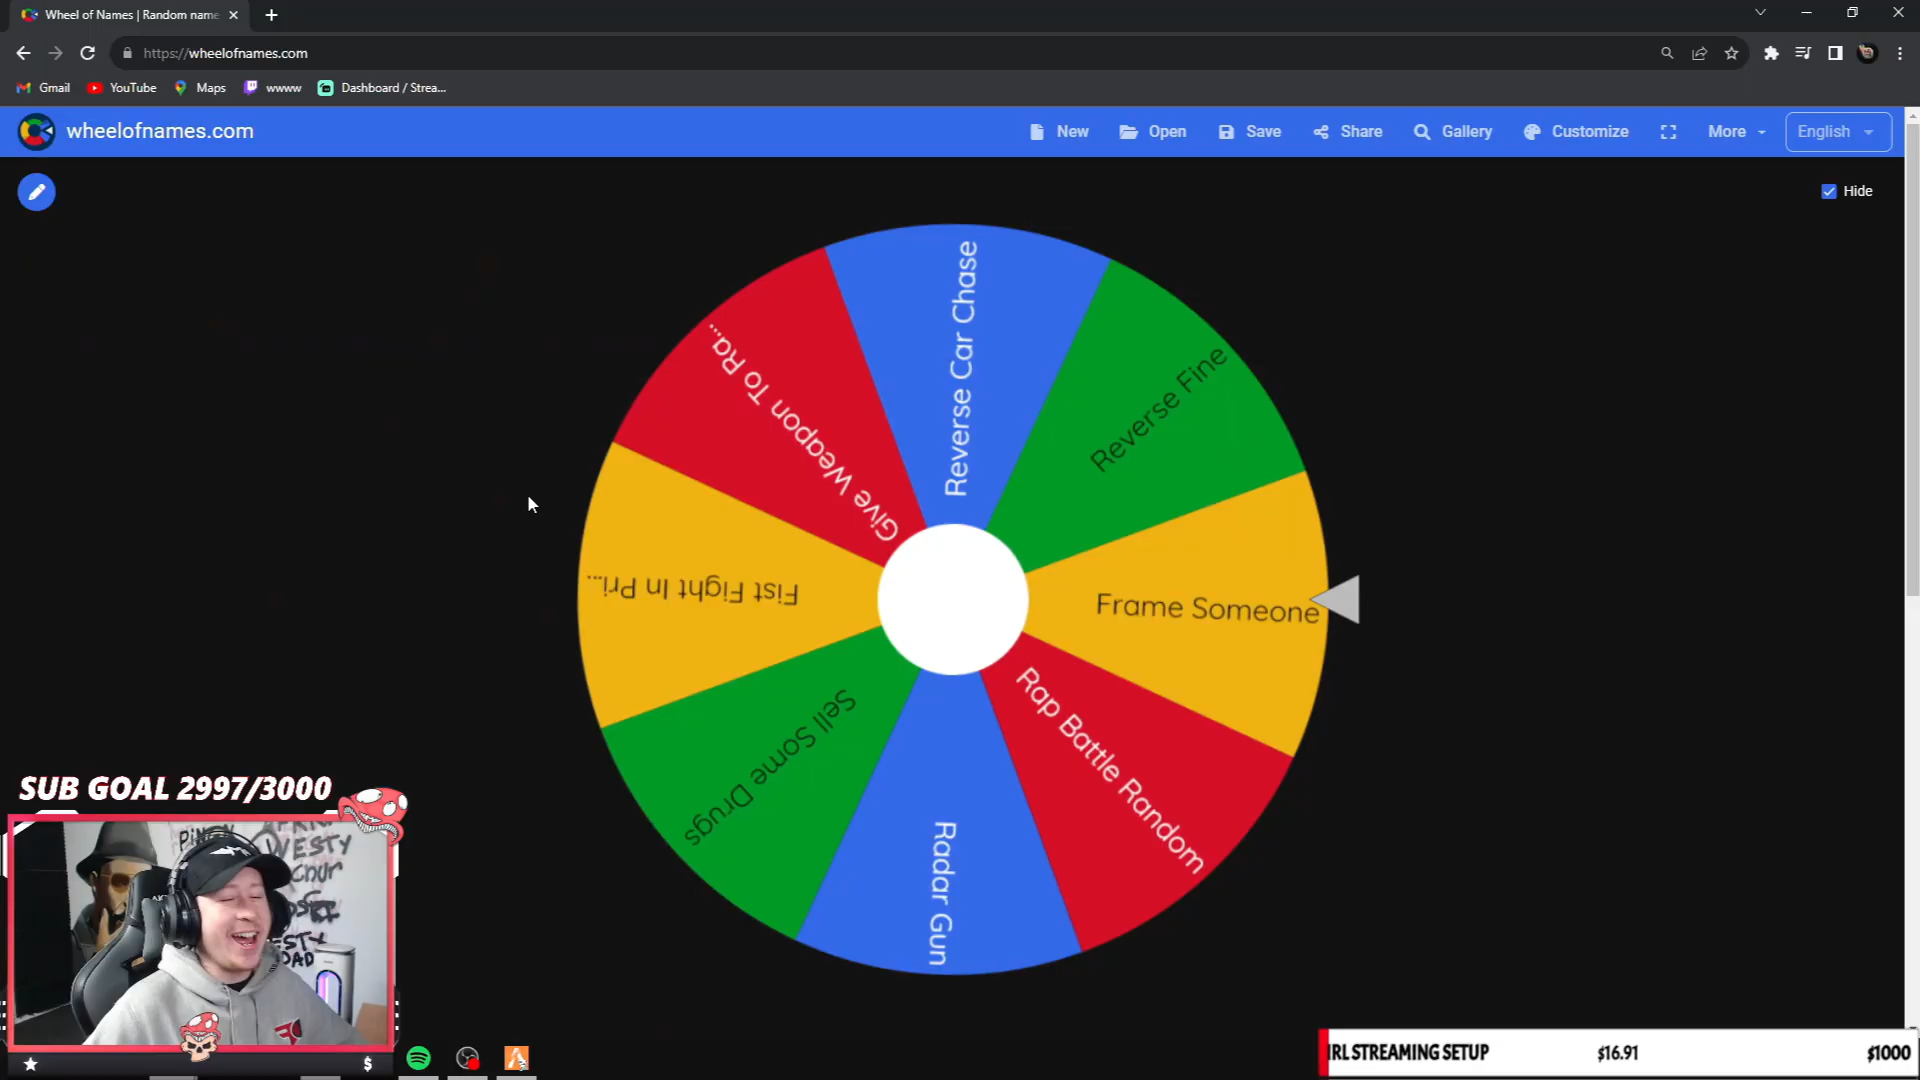 Wheel of Names | Random name
https://wheelofnames.com
Gmail
YouTube
Maps
wwww
Dashboard / Strea...
wheelofnames.com
New
Open
Save
Share
Gallery
Customize
More
English
Hide
Reverse Car Chase
Reverse Fine
Frame Someone
Rap Battle Random
Radar Gun
Sell Some Drugs
Fist Fight In Pri...
Give Weapon To Ra...
SUB GOAL 2997/3000
WESTY
IRL STREAMING SETUP
$16.91
$1000